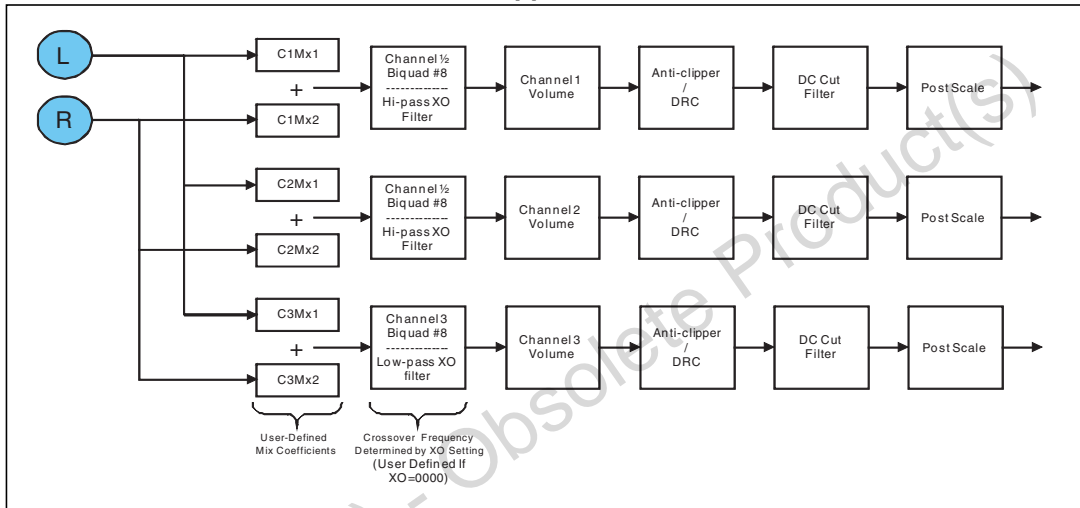 L
R
C1Mx1
+
C1Mx2
Channel ½
Biquad #8
--------------
Hi-pass XO
Filter
Channel 1
Volume
Anti-clipper
/
DRC
DC Cut
Filter
Post Scale
C2Mx1
+
C2Mx2
Channel ½
Biquad #8
--------------
Hi-pass XO
Filter
Channel 2
Volume
Anti-clipper
/
DRC
DC Cut
Filter
Post Scale
C3Mx1
+
C3Mx2
Channel 3
Biquad #8
--------------
Low-pass XO
filter
Channel 3
Volume
Anti-clipper
/
DRC
DC Cut
Filter
Post Scale
User-Defined
Mix Coefficients
Crossover Frequency
Determined by XO Setting
(User Defined If
XO=0000)
) - Obsolete Product(s)